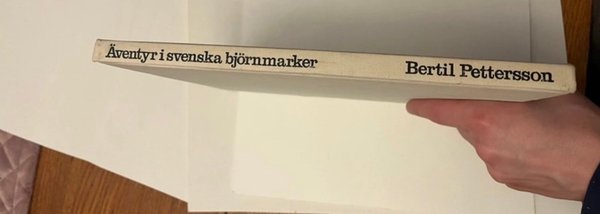 Äventyr i svenska björnmarker Bertil Pettersson